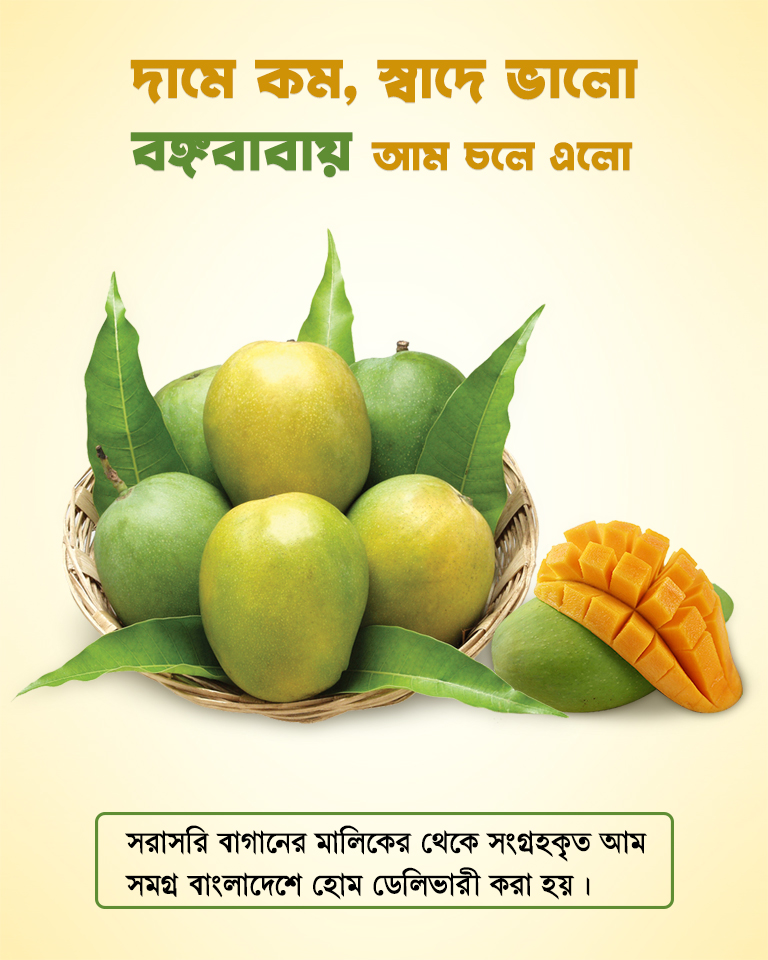 দামে কম, স্বাদে ভালো
বঙ্গবাবায় আম চলে এলো
সরাসরি বাগানের মালিকের থেকে সংগ্রহকৃত আম
সমগ্র বাংলাদেশে হোম ডেলিভারী করা হয়।